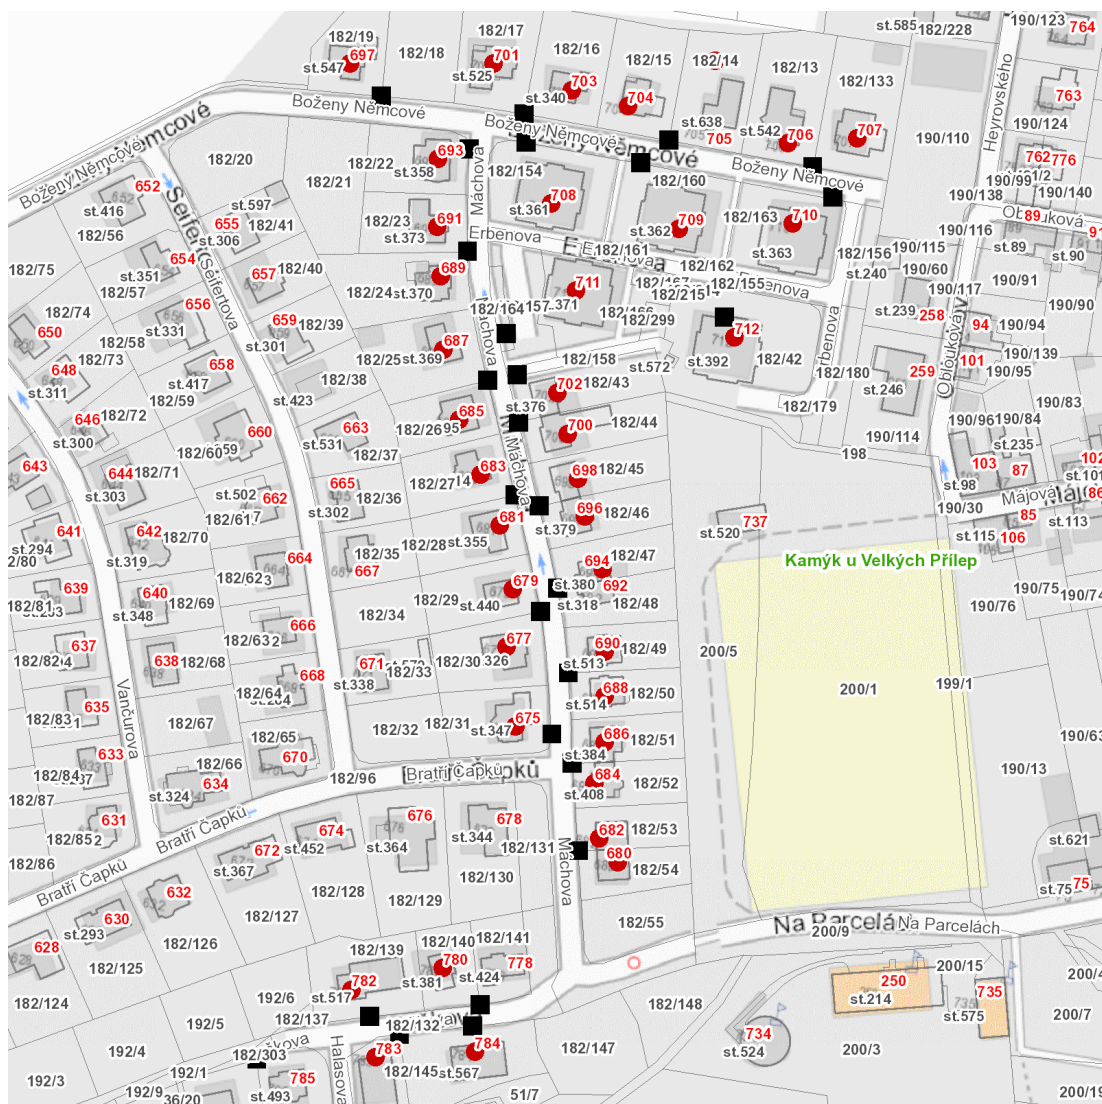 182/17
190/123
764
182/19
182/18
st.585
182/228
697
701
182/16
182/15
182/14
182/13
182/133
st.547
st.525
703
704
763
st.340
Boženy Němcové
Boženy Němcové
Boženy Němcové
Boženy Němcové
Boženy Němcové
Heyrovského
st.638
705
st.542
706
707
190/124
190/110
762
776
693
182/20
182/21
182/22
st.358
182/154
182/160
190/99
190/138
190/140
652
st.416
182/56
Seifertova
st.597
655
182/41
st.306
182/23
691
st.373
Máchova
708
st.361
709
st.362
182/163
710
st.363
89
Oblouková
190/116
st.89
91
st.90
182/75
654
st.351
182/57
657
182/40
689
182/24
st.370
Erbenova
182/161
182/162
182/155
182/156
190/115
st.240
190/60
190/117
190/91
190/90
182/74
656
st.331
182/58
659
182/39
st.301
711
182/164
182/299
st.239
258
94
190/94
650
182/73
658
687
182/25
st.369
Máchova
712
st.392
182/42
Erbenova
Oblouková
101
190/139
190/95
648
st.311
182/59
st.417
182/38
st.423
182/158
st.572
702
182/43
182/180
259
st.246
182/179
190/83
646
st.300
182/72
660
182/60
663
st.531
182/37
685
182/26
st.376
700
182/44
190/96
190/84
st.235
190/114
198
643
644
st.303
182/71
665
st.302
182/36
683
182/27
698
182/45
Máchova
103
87
102
st.101
st.98
Májová
86
st.502
662
182/61
641
st.294
642
st.319
182/70
664
182/35
667
681
182/28
st.355
696
st.379
182/46
737
st.520
190/30
85
st.113
st.115
106
Kamýk u Velkých Přílep
639
182/81
640
st.348
182/69
182/62
182/34
679
182/29
st.440
694
692
182/47
st.380
st.318
182/48
190/75
190/76
637
182/82
638
182/68
182/63
666
671
182/33
st.338
677
182/30
690
182/49
st.513
200/5
200/1
199/1
635
182/83
Vančurova
182/67
182/64
668
182/32
182/31
675
st.347
688
182/50
st.514
686
182/51
st.384
633
182/84
182/66
182/65
670
st.324
634
182/96
Bratří Čapků
684
st.408
182/52
190/13
182/87
631
182/85
182/86
Bratří Čapků
Bratří Čapků
672
st.367
674
st.452
676
st.364
678
st.344
182/131
Máchova
682
680
182/53
182/54
st.621
75
182/130
182/128
182/129
632
630
st.293
182/127
182/126
182/55
Na Parcelách
200/9
628
182/125
182/124
182/139
182/140
182/141
780
778
782
st.517
st.381
st.424
250
st.214
200/15
735
st.575
192/6
192/5
182/137
182/132
182/148
200/7
734
st.524
200/3
192/4
192/3
182/303
192/1
Halasova
783
784
182/145
st.567
182/147
785
st.493
192/9
36/20
51/7